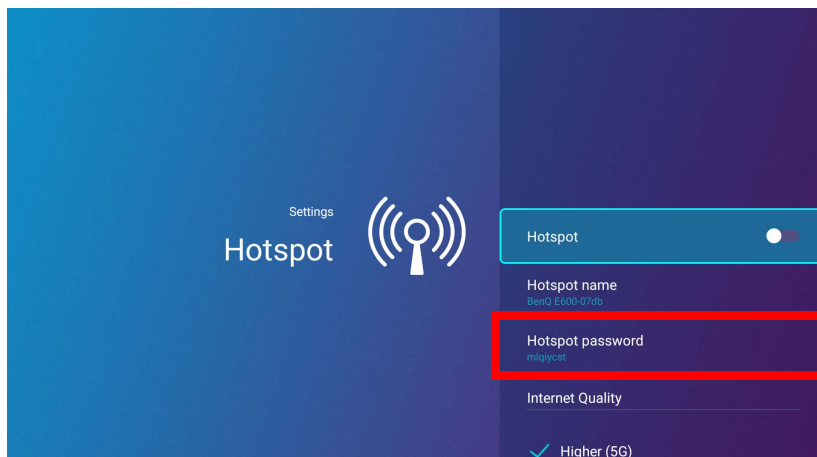 Settings
Hotspot
Hotspot
Hotspot name
BenQ E600-07db
Hotspot password
mlqiycst
Internet Quality
Higher (5G)